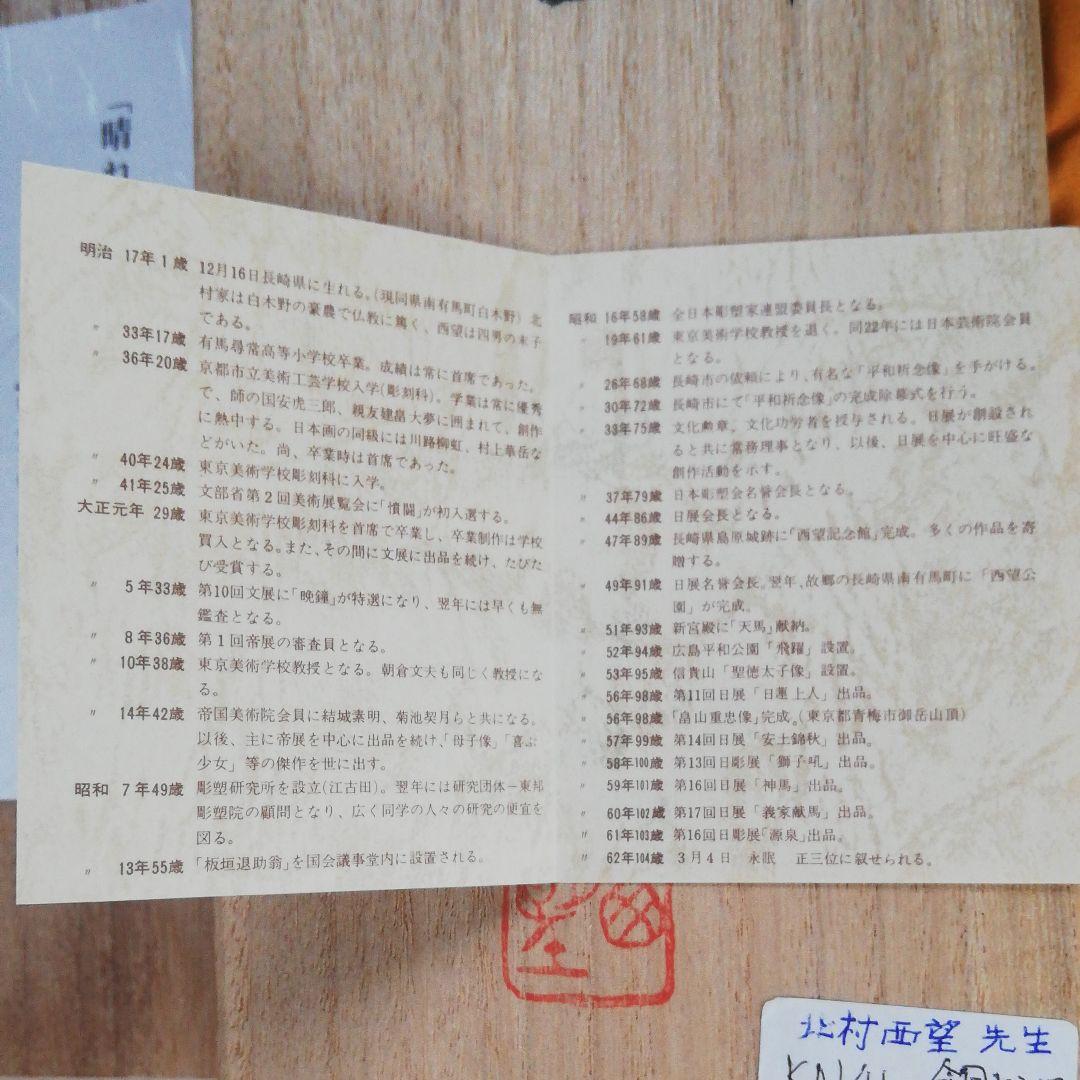 「晴れ
明治 17年1歳 12月16日長崎県に生れる。(現同県南有馬町白木野) 北
村家は白木野の豪農で仏教に篤く、西望は四男の末子
である。
〃 33年17歳 有馬尋常高等小学校卒業。成績は常に首席であった。
〃 36年20歳 京都市立美術工芸学校入学(彫刻科)。学業は常に優秀
で、師の国安虎三郎、親友建畠大夢に囲まれて、創作
に熱中する。日本画の同級には川路柳虹、村上華岳な
どがいた。尚、卒業時は首席であった。
〃 40年24歳 東京美術学校彫刻科に入学。
〃 41年25歳 文部省第2回美術展覧会に「憤闘」が初入選する。
大正元年 29歳 東京美術学校彫刻科を首席で卒業し、卒業制作は学校
買入となる。また、その間に文展に出品を続け、たびた
び受賞する。
〃 5年33歳 第10回文展に「晩鐘」が特選になり、翌年には早くも無
鑑査となる。
〃 8年36歳 第1回帝展の審査員となる。
〃 10年38歳 東京美術学校教授となる。朝倉文夫も同じく教授にな
る。
〃 14年42歳 帝国美術院会員に結城素明、菊池契月らと共になる。
以後、主に帝展を中心に出品を続け、「母子像」「喜ぶ
少女」等の傑作を世に出す。
昭和 7年49歳 彫塑研究所を設立(江古田)。翌年には研究団体−東邦
彫塑院の顧問となり、広く同学の人々の研究の便宜を
図る。
〃 13年55歳 「板垣退助翁」を国会議事堂内に設置される。
昭和 16年58歳 全日本彫塑家連盟委員長となる。
〃 19年61歳 東京美術学校教授を退く。同22年には日本芸術院会員
となる。
〃 26年68歳 長崎市の依頼により、有名な「平和祈念像」を手がける。
〃 30年72歳 長崎市にて「平和祈念像」の完成除幕式を行う。
〃 33年75歳 文化勲章、文化功労者を授与される。日展が創設され
ると共に常務理事となり、以後、日展を中心に旺盛な
創作活動を示す。
〃 37年79歳 日本彫塑会名誉会長となる。
〃 44年86歳 日展会長となる。
〃 47年89歳 長崎県島原城跡に「西望記念館」完成。多くの作品を寄
贈する。
〃 49年91歳 日展名誉会長。翌年、故郷の長崎県南有馬町に「西望公
園」が完成。
〃 51年93歳 新宮殿に「天馬」献納。
〃 52年94歳 広島平和公園「飛躍」設置。
〃 53年95歳 信貴山「聖徳太子像」設置。
〃 56年98歳 第11回日展「日蓮上人」出品。
〃 56年98歳 「畠山重忠像」完成。(東京都青梅市御岳山頂)
〃 57年99歳 第14回日展「安土錦秋」出品。
〃 58年100歳 第13回日彫展「獅子吼」出品。
〃 59年101歳 第16回日展「神馬」出品。
〃 60年102歳 第17回日展「義家献馬」出品。
〃 61年103歳 第16回日彫展「源泉」出品。
〃 62年104歳 3月4日 永眠 正三位に叙せられる。
北村西望 先生